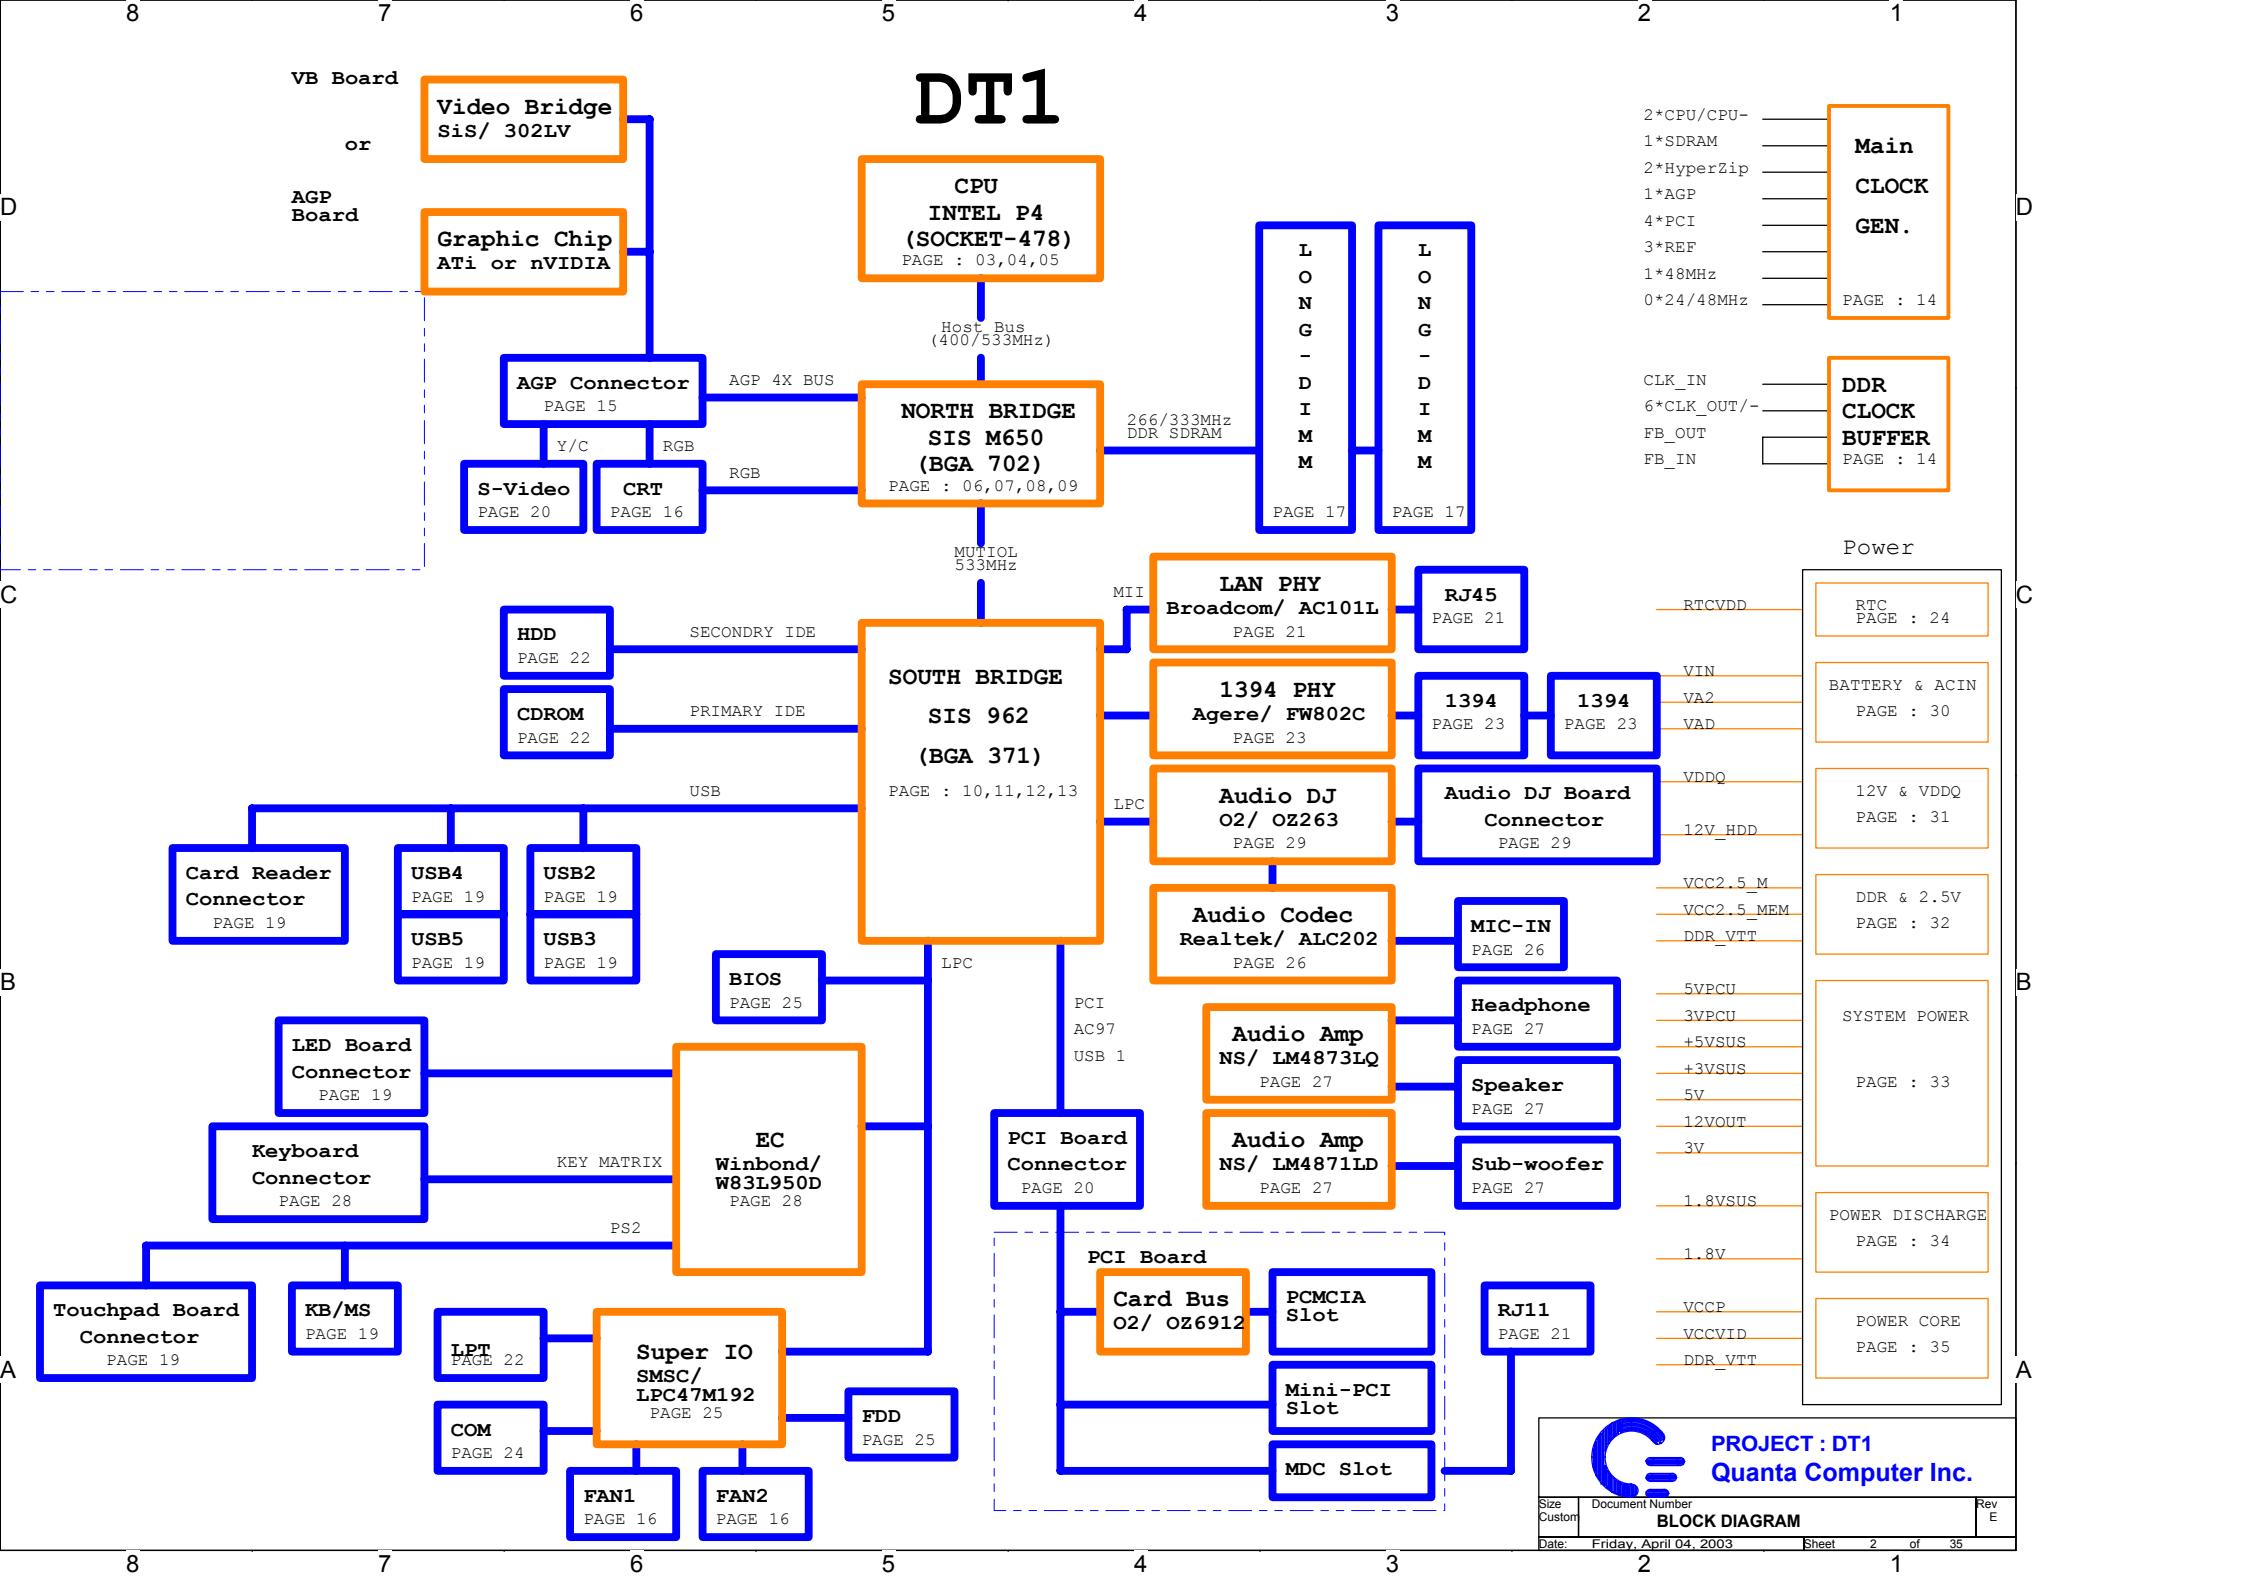 8 7 6 5 4 3 2 1
DT1
VB Board
or
AGP
Board
Video Bridge
SiS/ 302LV
Graphic Chip
ATi or nVIDIA
CPU
INTEL P4
(SOCKET-478)
PAGE : 03,04,05
Host Bus
(400/533MHz)
AGP Connector
PAGE 15
AGP 4X BUS
Y/C
RGB
RGB
S-Video
PAGE 20
CRT
PAGE 16
NORTH BRIDGE
SIS M650
(BGA 702)
PAGE : 06,07,08,09
266/333MHz
DDR SDRAM
L
O
N
G
-
D
I
M
M
PAGE 17
L
O
N
G
-
D
I
M
M
PAGE 17
2*CPU/CPU-
1*SDRAM
2*HyperZip
1*AGP
4*PCI
3*REF
1*48MHz
0*24/48MHz
Main
CLOCK
GEN.
PAGE : 14
CLK_IN
6*CLK_OUT/-
FB_OUT
FB_IN
DDR
CLOCK
BUFFER
PAGE : 14
MUTIOL
533MHz
HDD
PAGE 22
SECONDRY IDE
CDROM
PAGE 22
PRIMARY IDE
USB
SOUTH BRIDGE
SIS 962
(BGA 371)
PAGE : 10,11,12,13
MII
LAN PHY
Broadcom/ AC101L
PAGE 21
RJ45
PAGE 21
1394 PHY
Agere/ FW802C
PAGE 23
1394
PAGE 23
1394
PAGE 23
LPC
Audio DJ
O2/ OZ263
PAGE 29
Audio DJ Board
Connector
PAGE 29
Audio Codec
Realtek/ ALC202
PAGE 26
MIC-IN
PAGE 26
Audio Amp
NS/ LM4873LQ
PAGE 27
Headphone
PAGE 27
Speaker
PAGE 27
Audio Amp
NS/ LM4871LD
PAGE 27
Sub-woofer
PAGE 27
Card Reader
Connector
PAGE 19
USB4
PAGE 19
USB5
PAGE 19
USB2
PAGE 19
USB3
PAGE 19
BIOS
PAGE 25
LPC
PCI
AC97
USB 1
LED Board
Connector
PAGE 19
Keyboard
Connector
PAGE 28
KEY MATRIX
PS2
EC
Winbond/
W83L950D
PAGE 28
PCI Board
Connector
PAGE 20
Touchpad Board
Connector
PAGE 19
KB/MS
PAGE 19
LPT
PAGE 22
COM
PAGE 24
Super IO
SMSC/
LPC47M192
PAGE 25
FDD
PAGE 25
FAN1
PAGE 16
FAN2
PAGE 16
PCI Board
Card Bus
O2/ OZ6912
PCMCIA
Slot
Mini-PCI
Slot
MDC Slot
RJ11
PAGE 21
Power
RTCVDD
RTC
PAGE : 24
VIN
VA2
VAD
BATTERY & ACIN
PAGE : 30
VDDQ
12V_HDD
12V & VDDQ
PAGE : 31
VCC2.5_M
VCC2.5_MEM
DDR_VTT
DDR & 2.5V
PAGE : 32
5VPCU
3VPCU
+5VSUS
+3VSUS
5V
12VOUT
3V
SYSTEM POWER
PAGE : 33
1.8VSUS
1.8V
POWER DISCHARGE
PAGE : 34
VCCP
VCCVID
DDR_VTT
POWER CORE
PAGE : 35
D D
C C
B B
A A
PROJECT : DT1
Quanta Computer Inc.
Size Document Number Rev
Custom BLOCK DIAGRAM E
Date: Friday, April 04, 2003 Sheet 2 of 35
8 7 6 5 4 3 2 1